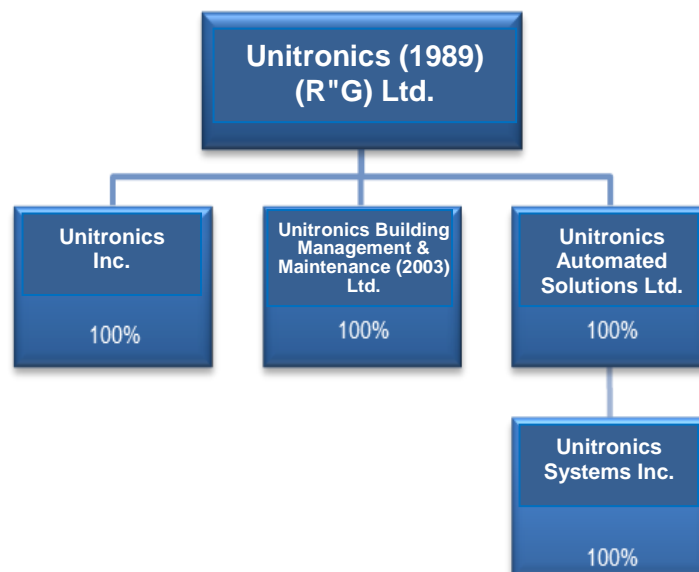 Unitronics (1989)
(R"G) Ltd.
Unitronics
Inc.
100%
Unitronics Building
Management &
Maintenance (2003)
Ltd.
100%
Unitronics
Automated
Solutions Ltd.
100%
Unitronics
Systems Inc.
100%